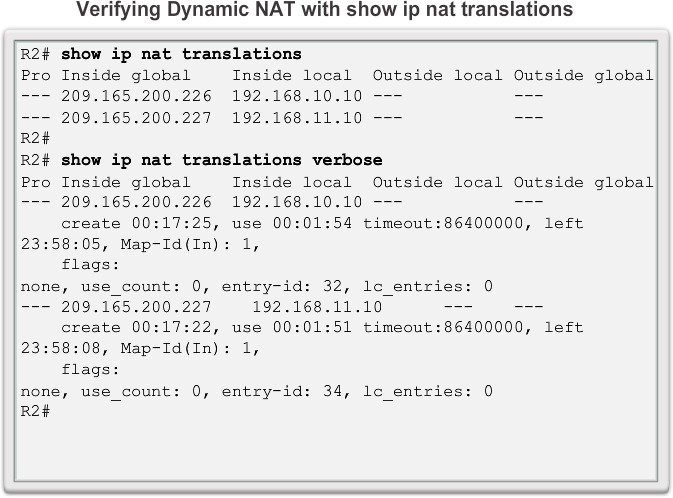 Verifying Dynamic NAT with show ip nat translations
R2# show ip nat translations
Pro Inside global Inside local Outside local Outside global
--- 209.165.200.226 192.168.10.10 --- ---
--- 209.165.200.227 192.168.11.10 --- ---
R2#
R2# show ip nat translations verbose
Pro Inside global Inside local Outside local Outside global
--- 209.165.200.226 192.168.10.10 --- ---
create 00:17:25, use 00:01:54 timeout:86400000, left
23:58:05, Map-Id(In): 1,
flags:
none, use_count: 0, entry-id: 32, lc_entries: 0
--- 209.165.200.227 192.168.11.10 --- ---
create 00:17:22, use 00:01:51 timeout:86400000, left
23:58:08, Map-Id(In): 1,
flags:
none, use_count: 0, entry-id: 34, lc_entries: 0
R2#